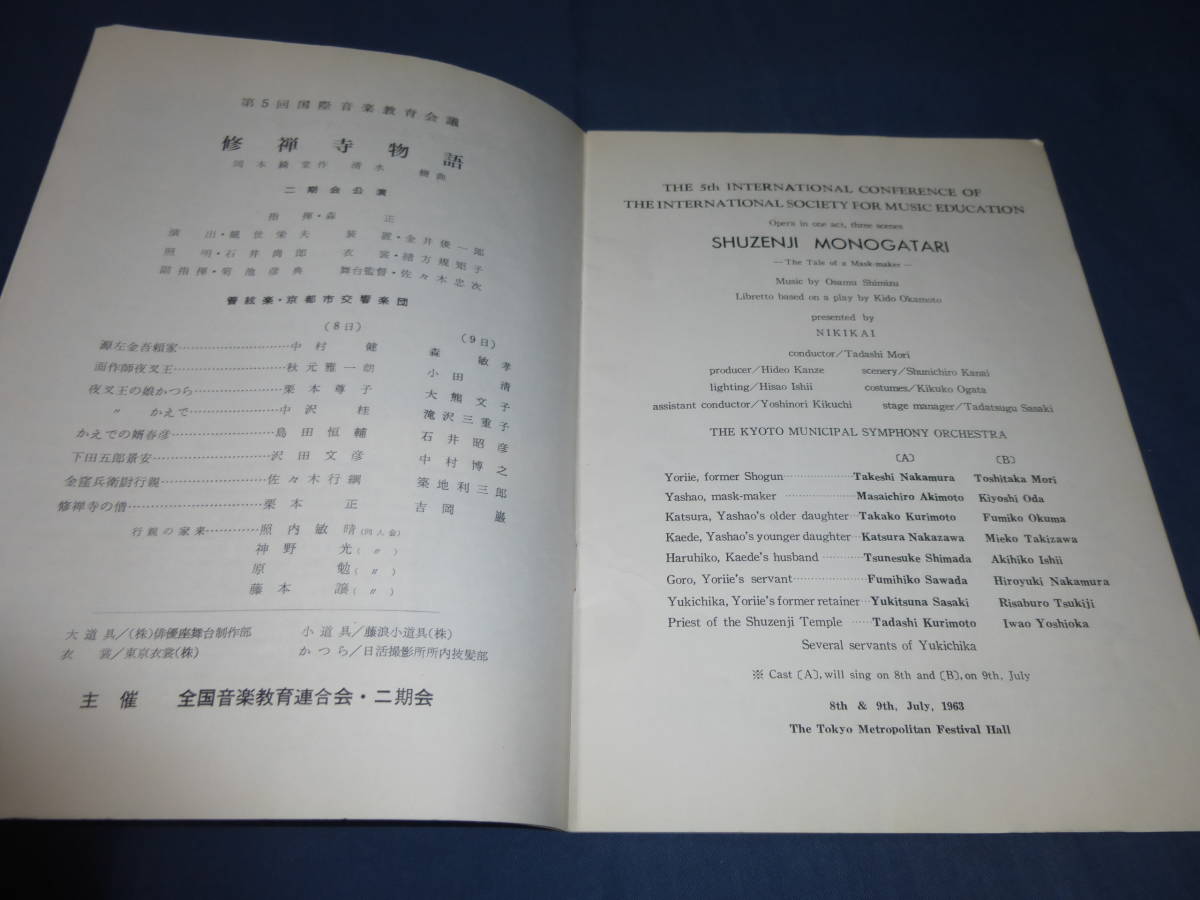 第5回国際音楽教育会議
修禅寺物語
岡本綺堂作 清水 脩曲
二期会公演
指揮・森 正
演出・観世栄夫 装置・金井俊一郎
照明・石井尚郎 衣裳・緒方規矩子
副指揮・菊池彦典 舞台監督・佐々木忠次
管絃楽・京都市交響楽団
(8日) (9日)
源左金吾頼家…………中村 健 森 敏孝
面作師夜叉王…………秋元雅一朗 小田 清
夜叉王の娘かつら…………栗本尊子 大熊文子
〃 かえで…………中沢 桂 滝沢三重子
かえでの婿春彦…………島田恒輔 石井昭彦
下田五郎景安…………沢田文彦 中村博之
金窪兵衛尉行親…………佐々木行綱 築地利三郎
修禅寺の僧…………栗本 正 吉岡 巌
行親の家来…………照内敏晴(同人会)
神野 光(〃)
原 勉(〃)
藤本 譲(〃)
大道具/(株)俳優座舞台制作部 小道具/藤浪小道具(株)
衣 裳/東京衣裳(株) かつら/日活撮影所所内技髪部
主催 全国音楽教育連合会・二期会
THE 5th INTERNATIONAL CONFERENCE OF
THE INTERNATIONAL SOCIETY FOR MUSIC EDUCATION
Opera in one act, three scenes
SHUZENJI MONOGATARI
—The Tale of a Mask-maker—
Music by Osamu Shimizu
Libretto based on a play by Kido Okamoto
presented by
NIKIKAI
conductor/Tadashi Mori
producer/Hideo Kanze scenery/Shunichiro Kanai
lighting/Hisao Ishii costumes/Kikuko Ogata
assistant conductor/Yoshinori Kikuchi stage manager/Tadatsugu Sasaki
THE KYOTO MUNICIPAL SYMPHONY ORCHESTRA
〔A〕 〔B〕
Yoriie, former Shogun…………Takeshi Nakamura Toshitaka Mori
Yashao, mask-maker…………Masaichiro Akimoto Kiyoshi Oda
Katsura, Yashao's older daughter…Takako Kurimoto Fumiko Okuma
Kaede, Yashao's younger daughter…Katsura Nakazawa Mieko Takizawa
Haruhiko, Kaede's husband…………Tsunesuke Shimada Akihiko Ishii
Goro, Yoriie's servant…………Fumihiko Sawada Hiroyuki Nakamura
Yukichika, Yoriie's former retainer…Yukitsuna Sasaki Risaburo Tsukiji
Priest of the Shuzenji Temple……Tadashi Kurimoto Iwao Yoshioka
Several servants of Yukichika
※ Cast〔A〕, will sing on 8th and〔B〕, on 9th, July
8th & 9th, July, 1963
The Tokyo Metropolitan Festival Hall